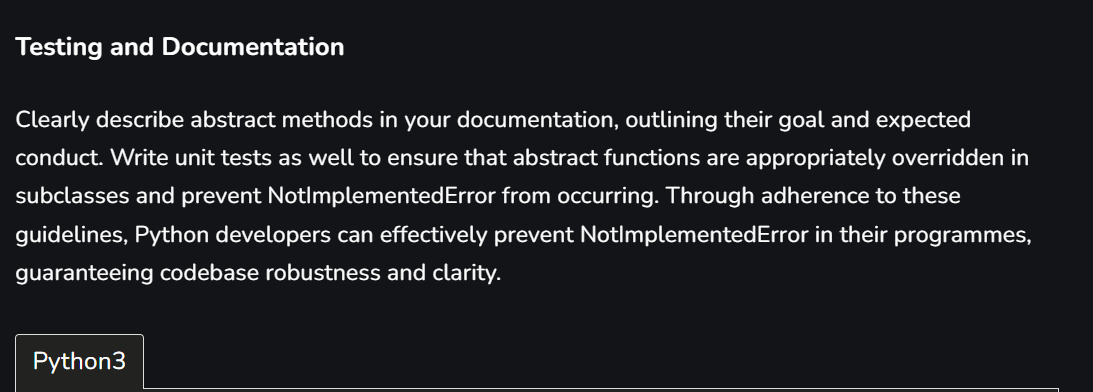 Testing and Documentation
Clearly describe abstract methods in your documentation, outlining their goal and expected
conduct. Write unit tests as well to ensure that abstract functions are appropriately overridden in
subclasses and prevent NotImplementedError from occurring. Through adherence to these
guidelines, Python developers can effectively prevent NotImplementedError in their programmes,
guaranteeing codebase robustness and clarity.
Python3